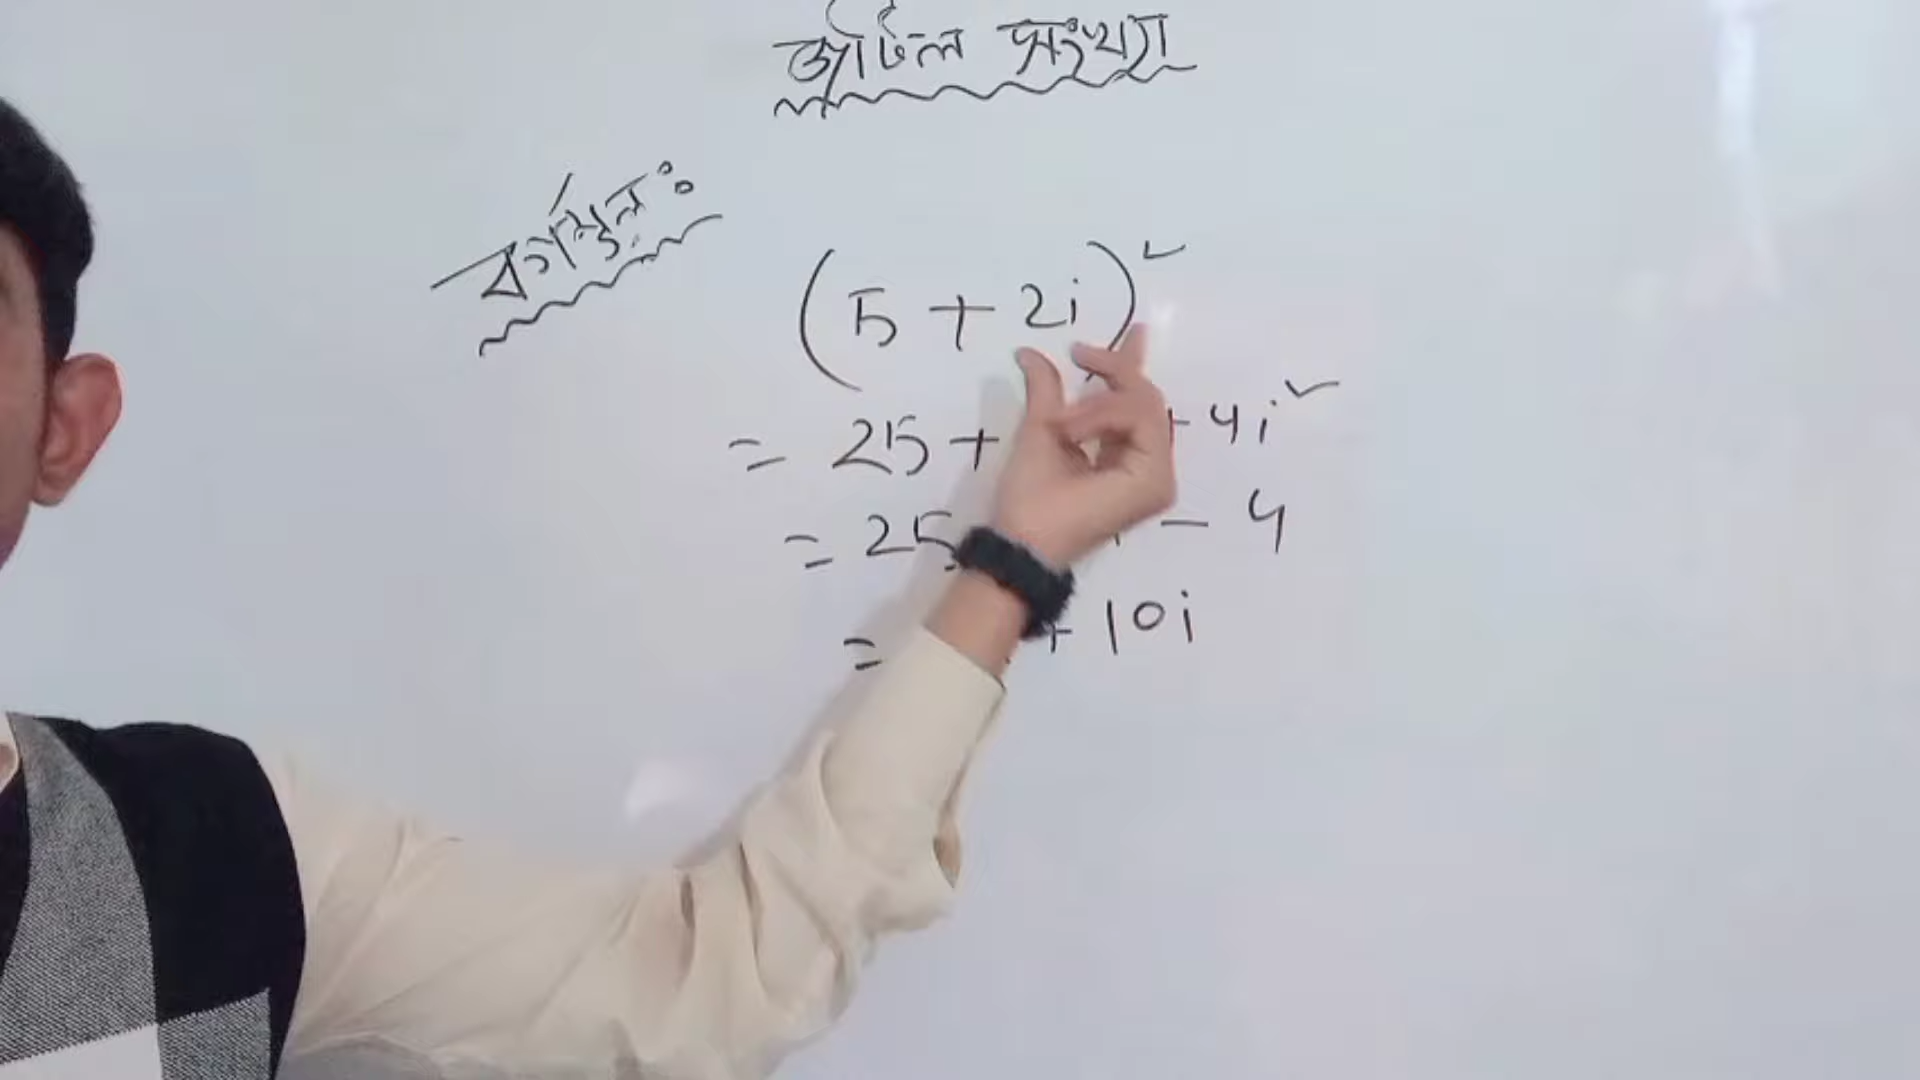 জটিল সংখ্যা
বর্গমূলঃ
(5 + 2i)²
= 25 + + 4i²
= 25 - 4
= + 10i